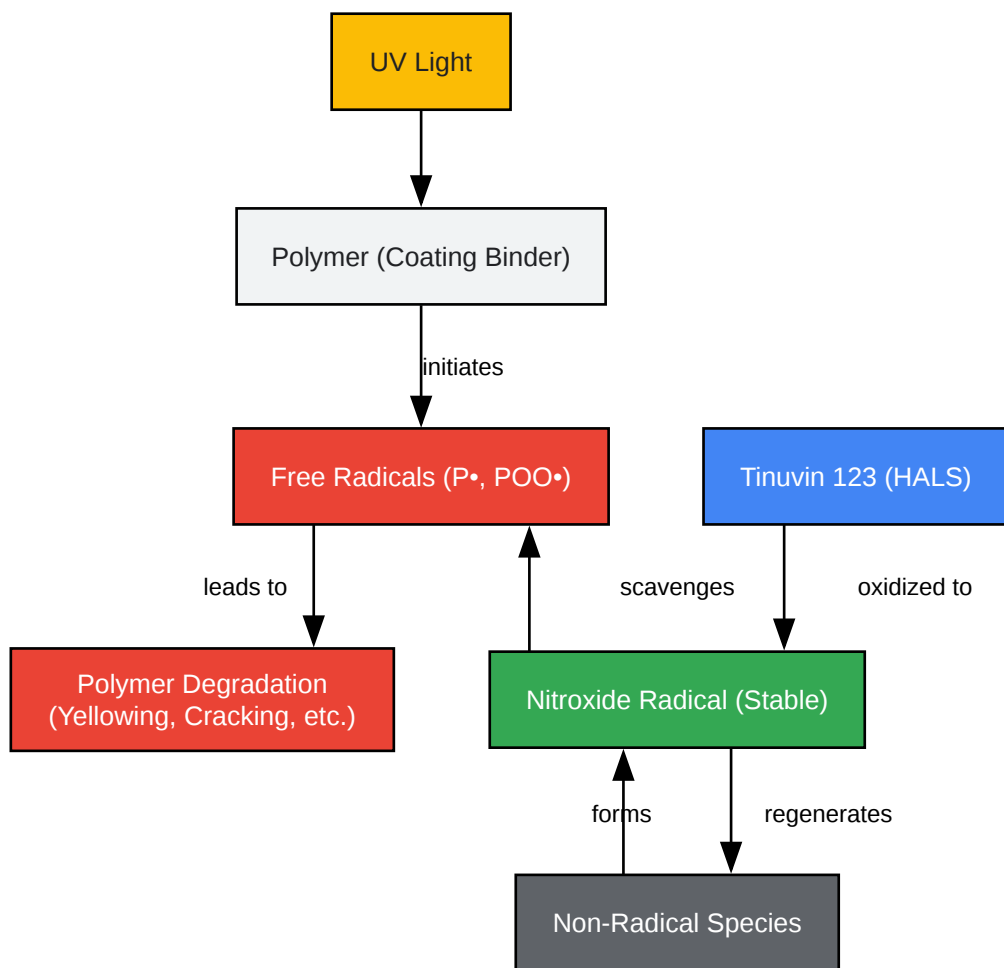 UV Light
Polymer (Coating Binder)
initiates
Free Radicals (P•, POO•)
Tinuvin 123 (HALS)
leads to
scavenges
oxidized to
Polymer Degradation
(Yellowing, Cracking, etc.)
Nitroxide Radical (Stable)
forms
regenerates
Non-Radical Species